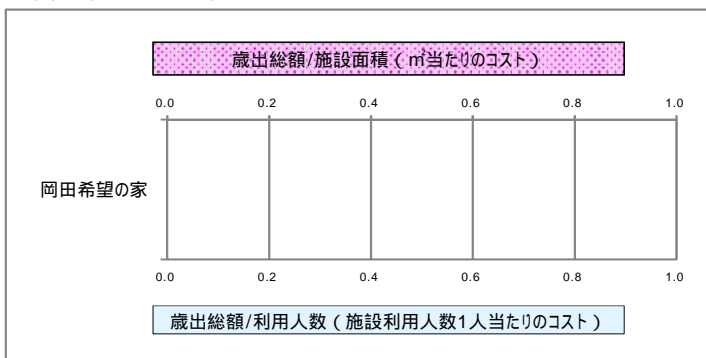 歳出総額/施設面積（㎡当たりのコスト）
0.0 0.2 0.4 0.6 0.8 1.0
岡田希望の家
0.0 0.2 0.4 0.6 0.8 1.0
歳出総額/利用人数（施設利用人数1人当たりのコスト）